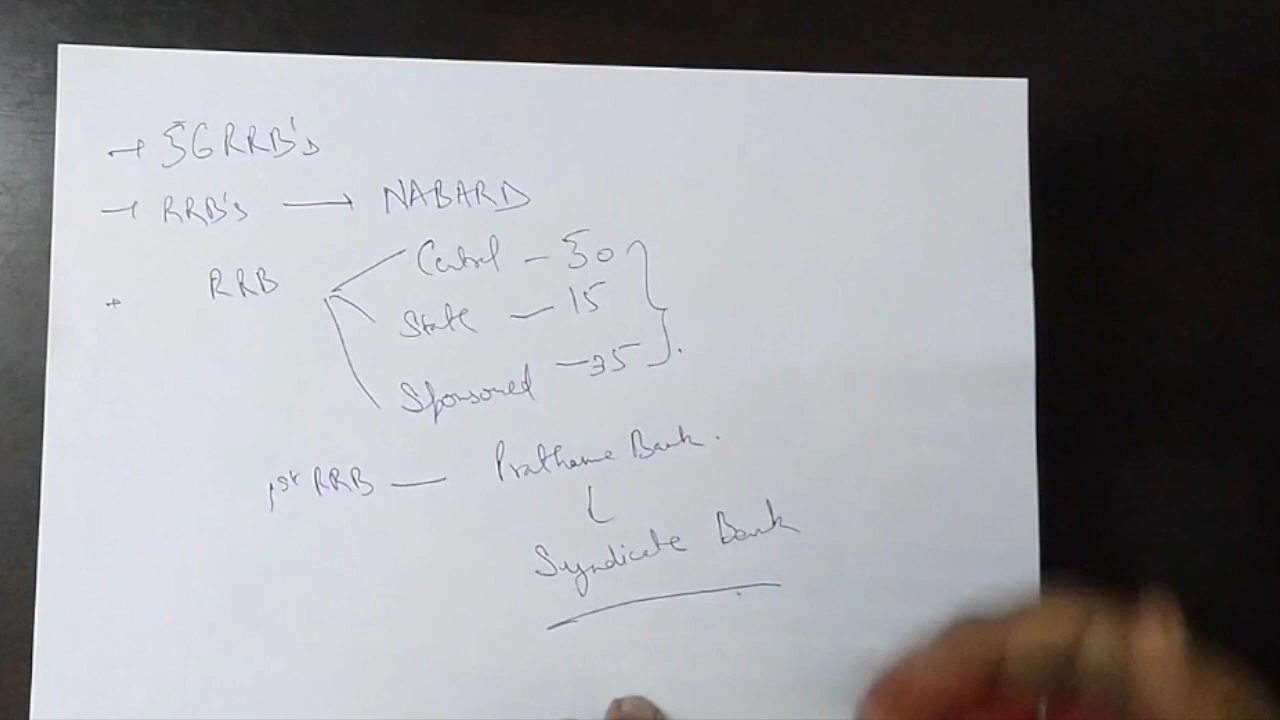 → 56 RRB's
→ RRB's → NABARD
RRB
Central - 50
State - 15
Sponsored - 35
1st RRB - Prathama Bank.
Syndicate Bank